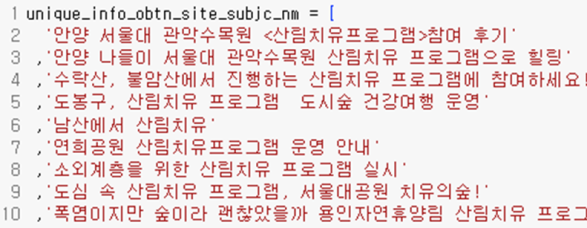 1 unique_info_obtn_site_subjc_nm = [
2 '안양 서울대 관악수목원 <산림치유프로그램>참여 후기'
3 ,'안양 나들이 서울대 관악수목원 산림치유 프로그램으로 힐링'
4 ,'수락산, 불암산에서 진행하는 산림치유 프로그램에 참여하세요!
5 ,'도봉구, 산림치유 프로그램  도시숲 건강여행 운영'
6 ,'남산에서 산림치유'
7 ,'연희공원 산림치유프로그램 운영 안내'
8 ,'소외계층을 위한 산림치유 프로그램 실시'
9 ,'도심 속 산림치유 프로그램, 서울대공원 치유의숲!'
10 ,'폭염이지만 숲이라 괜찮았을까 용인자연휴양림 산림치유 프로그